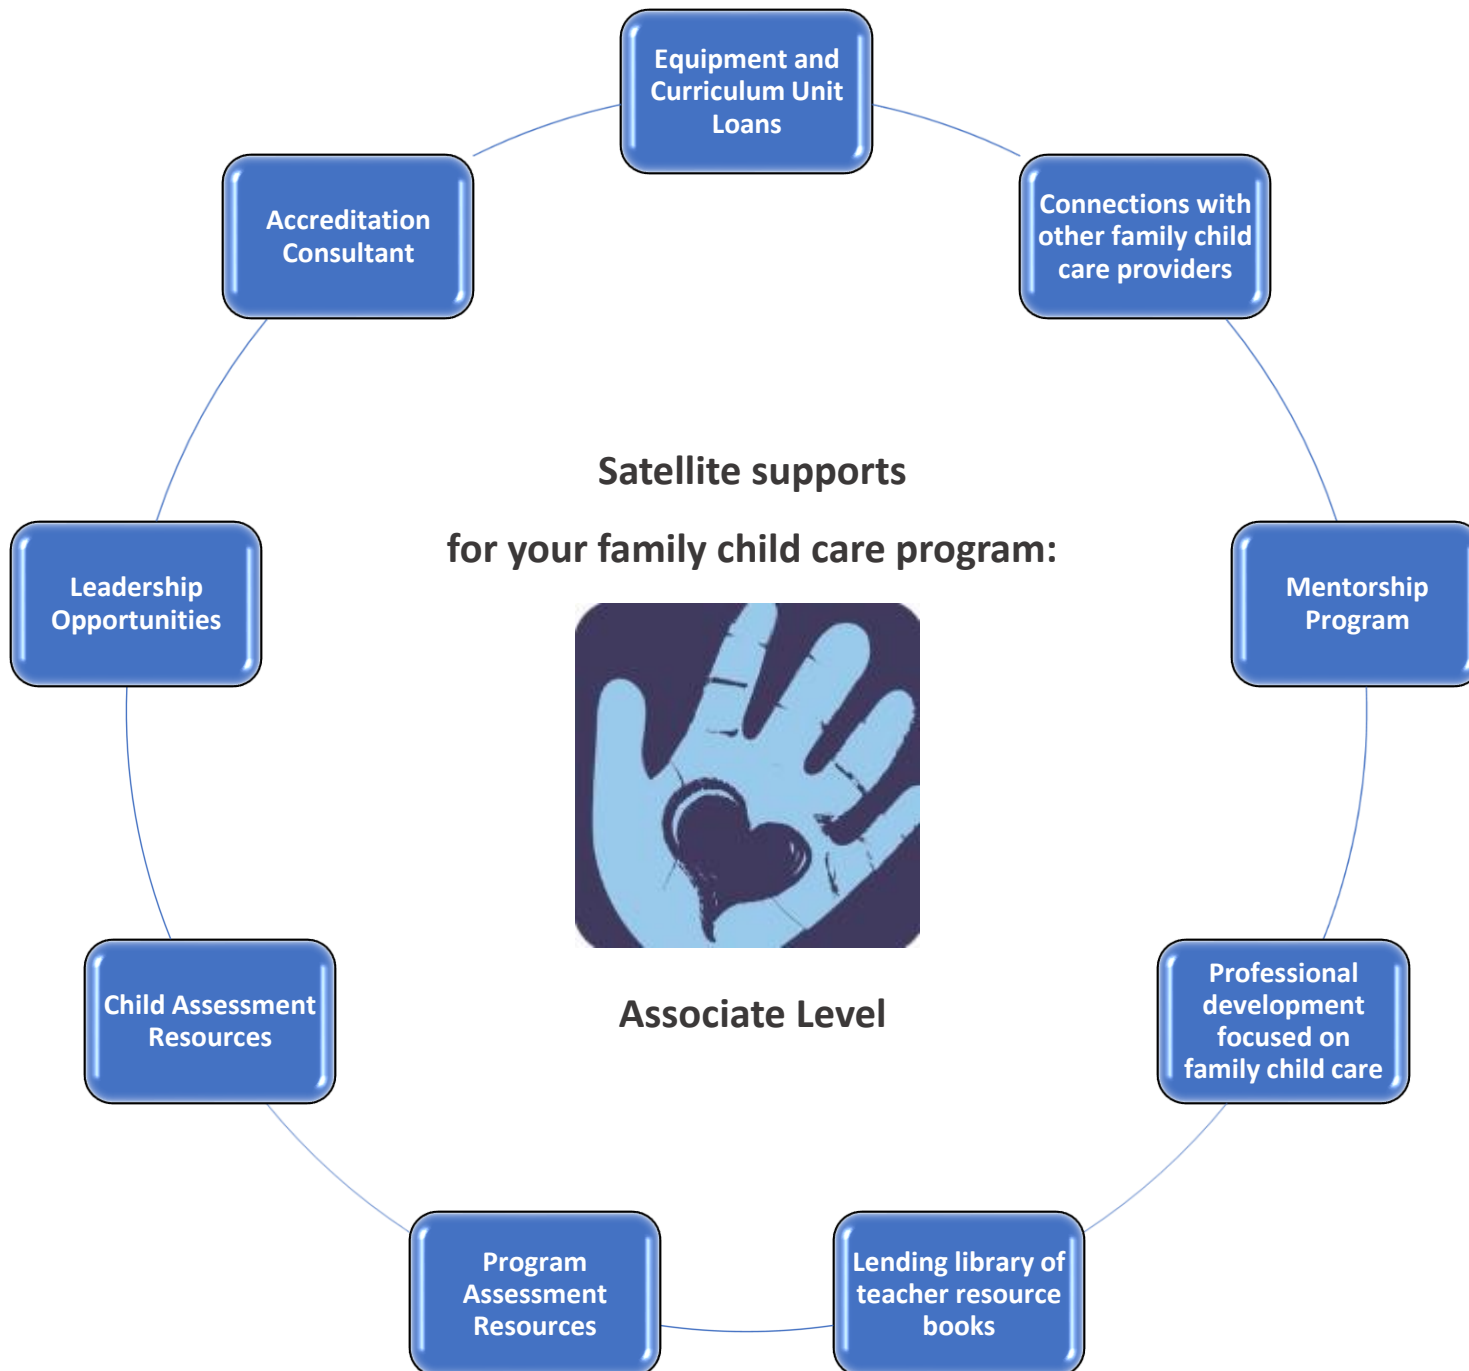 Equipment and
Curriculum Unit
Loans
Accreditation
Consultant
Connections with
other family child
care providers
Satellite supports
for your family child care program:
Leadership
Opportunities
Mentorship
Program
Child Assessment
Resources
Associate Level
Professional
development
focused on
family child care
Program
Assessment
Resources
Lending library of
teacher resource
books